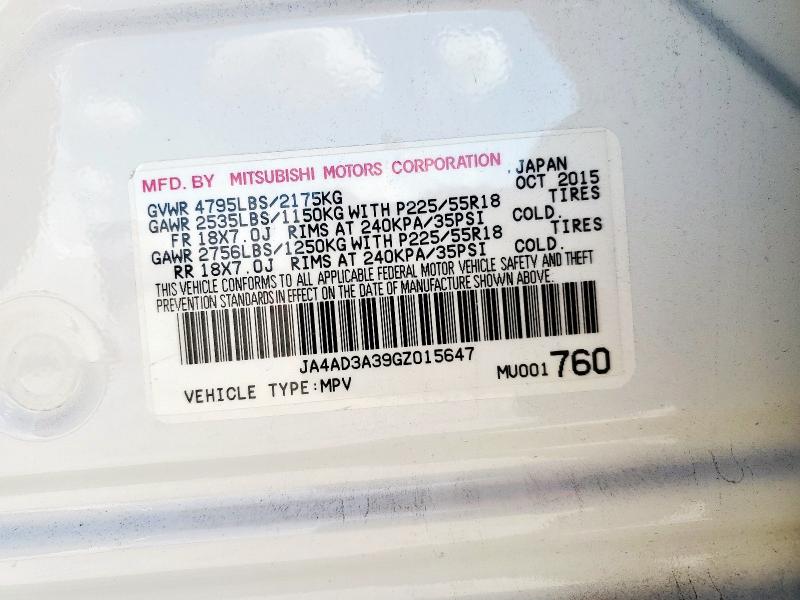 MFD. BY MITSUBISHI MOTORS CORPORATION , JAPAN
OCT 2015
GVWR 4795LBS/2175KG
GAWR 2535LBS/1150KG WITH P225/55R18 TIRES
FR 18X7.0J RIMS AT 240KPA/35PSI COLD.
GAWR 2756LBS/1250KG WITH P225/55R18 TIRES
RR 18X7.0J RIMS AT 240KPA/35PSI COLD.
THIS VEHICLE CONFORMS TO ALL APPLICABLE FEDERAL MOTOR VEHICLE SAFETY AND THEFT
PREVENTION STANDARDS IN EFFECT ON THE DATE OF MANUFACTURE SHOWN ABOVE.
JA4AD3A39GZ015647
VEHICLE TYPE:MPV MU001 760